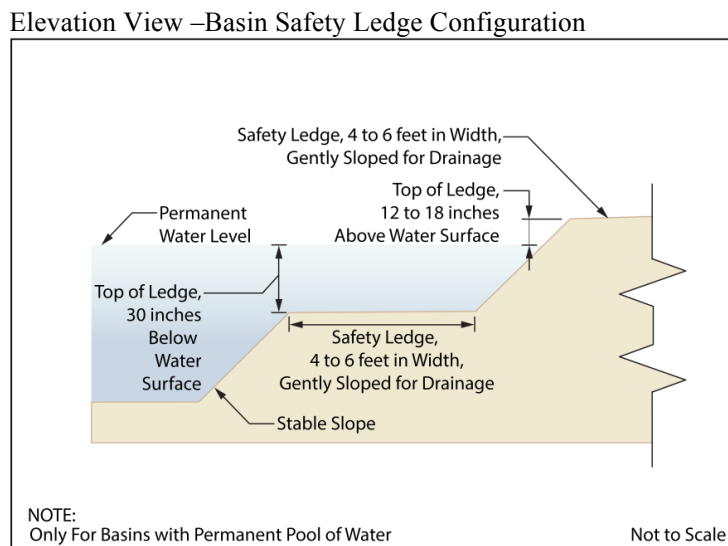 Elevation View –Basin Safety Ledge Configuration
Safety Ledge, 4 to 6 feet in Width,
Gently Sloped for Drainage
Top of Ledge,
12 to 18 inches
Above Water Surface
Permanent
Water Level
Top of Ledge,
30 inches
Below
Water
Surface
Safety Ledge,
4 to 6 feet in Width,
Gently Sloped for Drainage
Stable Slope
NOTE:
Only For Basins with Permanent Pool of Water
Not to Scale